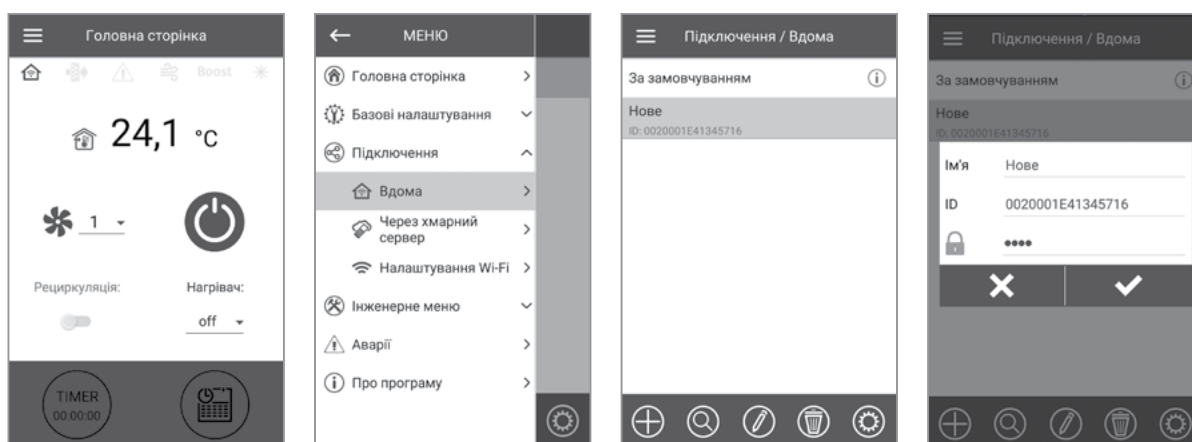 Головна сторінка
Boost
24,1 °C
1
Рециркуляція:
Нагрівач:
off
TIMER
00:00:00
МЕНЮ
Головна сторінка
Базові налаштування
Підключення
Вдома
Через хмарний
сервер
Налаштування Wi-Fi
Інженерне меню
Аварії
Про програму
Підключення / Вдома
За замовчуванням
Нове
ID: 0020001E41345716
Підключення / Вдома
За замовчуванням
Нове
ID: 0020001E41345716
Ім'я Нове
ID 0020001E41345716